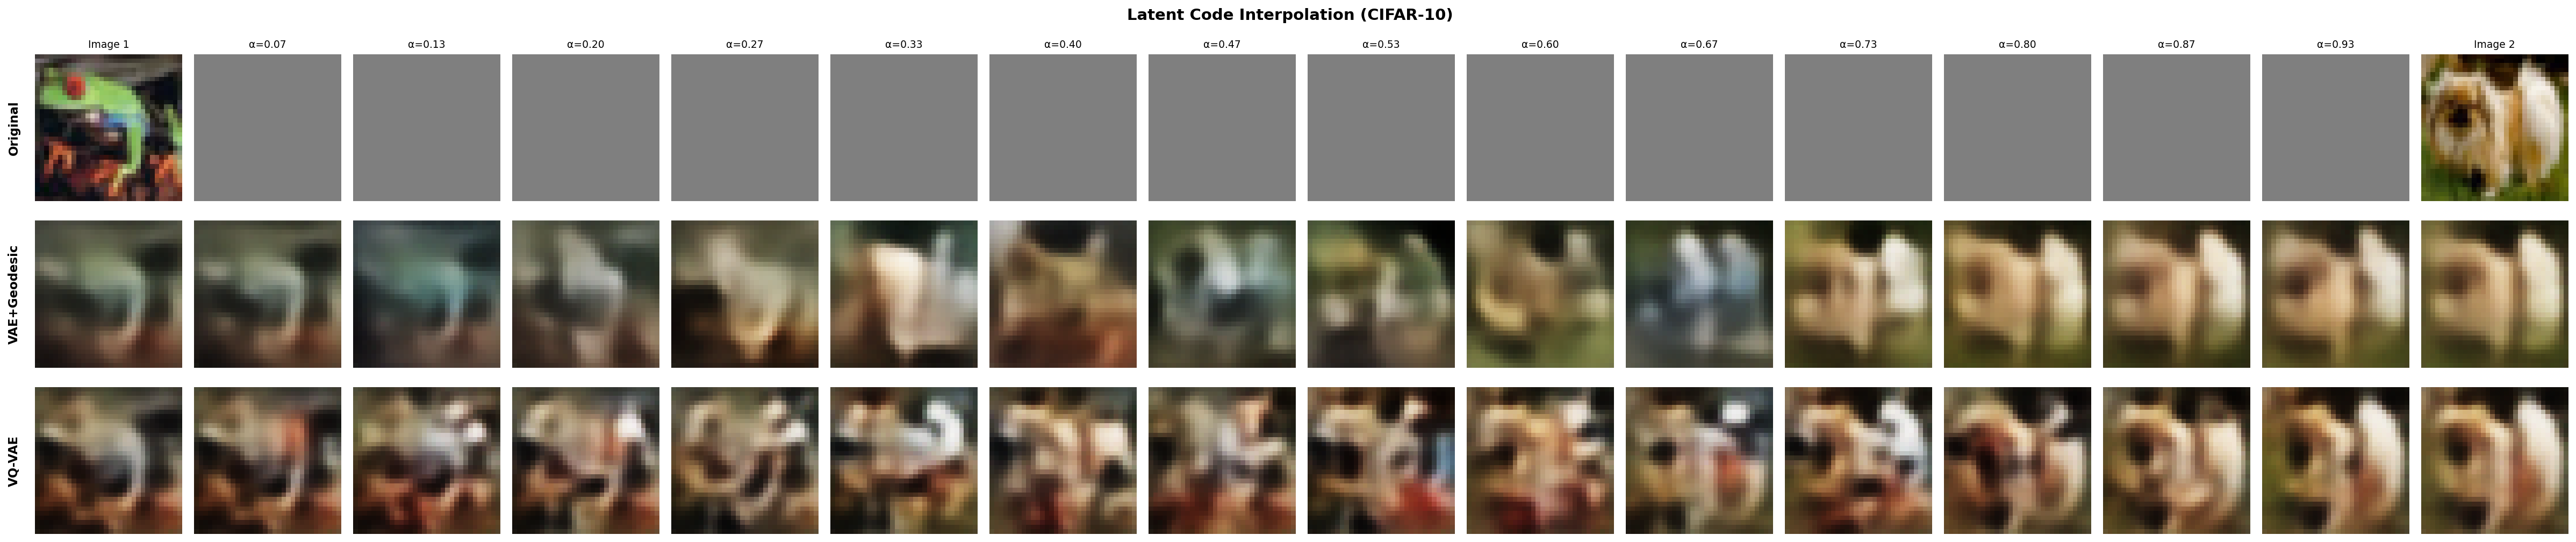 Latent Code Interpolation (CIFAR-10)
Image 1 α=0.07 α=0.13 α=0.20 α=0.27 α=0.33 α=0.40 α=0.47 α=0.53 α=0.60 α=0.67 α=0.73 α=0.80 α=0.87 α=0.93 Image 2
Original
VAE+Geodesic
VQ-VAE